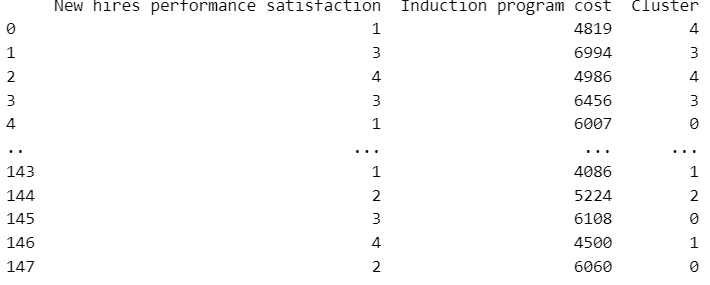 New hires performance satisfaction Induction program cost Cluster
0 1 4819 4
1 3 6994 3
2 4 4986 4
3 3 6456 3
4 1 6007 0
.. ... ... ...
143 1 4086 1
144 2 5224 2
145 3 6108 0
146 4 4500 1
147 2 6060 0